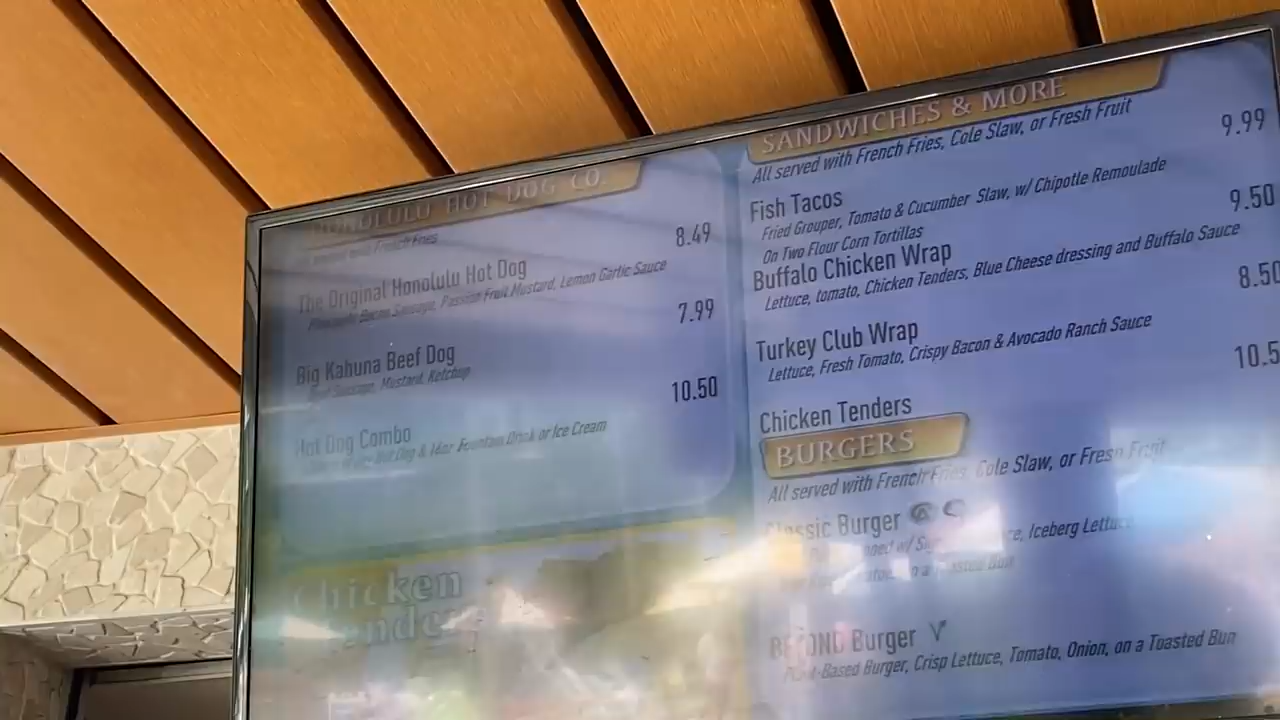 HONOLULU HOT DOG CO.
with French Fries
8.49
The Original Honolulu Hot Dog
Pineapple Bacon Sausage, Passion Fruit Mustard, Lemon Garlic Sauce
7.99
Big Kahuna Beef Dog
Beef Sausage, Mustard, Ketchup
10.50
Hot Dog Combo
Hot Dog & 16oz Fountain Drink or Ice Cream
Chicken
Tenders
SANDWICHES & MORE
All served with French Fries, Cole Slaw, or Fresh Fruit
9.99
Fish Tacos
Fried Grouper, Tomato & Cucumber Slaw, w/ Chipotle Remoulade
On Two Flour Corn Tortillas
9.50
Buffalo Chicken Wrap
Lettuce, tomato, Chicken Tenders, Blue Cheese dressing and Buffalo Sauce
8.50
Turkey Club Wrap
Lettuce, Fresh Tomato, Crispy Bacon & Avocado Ranch Sauce
10.5
Chicken Tenders
BURGERS
All served with French Fries, Cole Slaw, or Fresh Fruit
Classic Burger
w/ Iceberg Lettuce
on a Toasted Bun
BEYOND Burger
Plant-Based Burger, Crisp Lettuce, Tomato, Onion, on a Toasted Bun